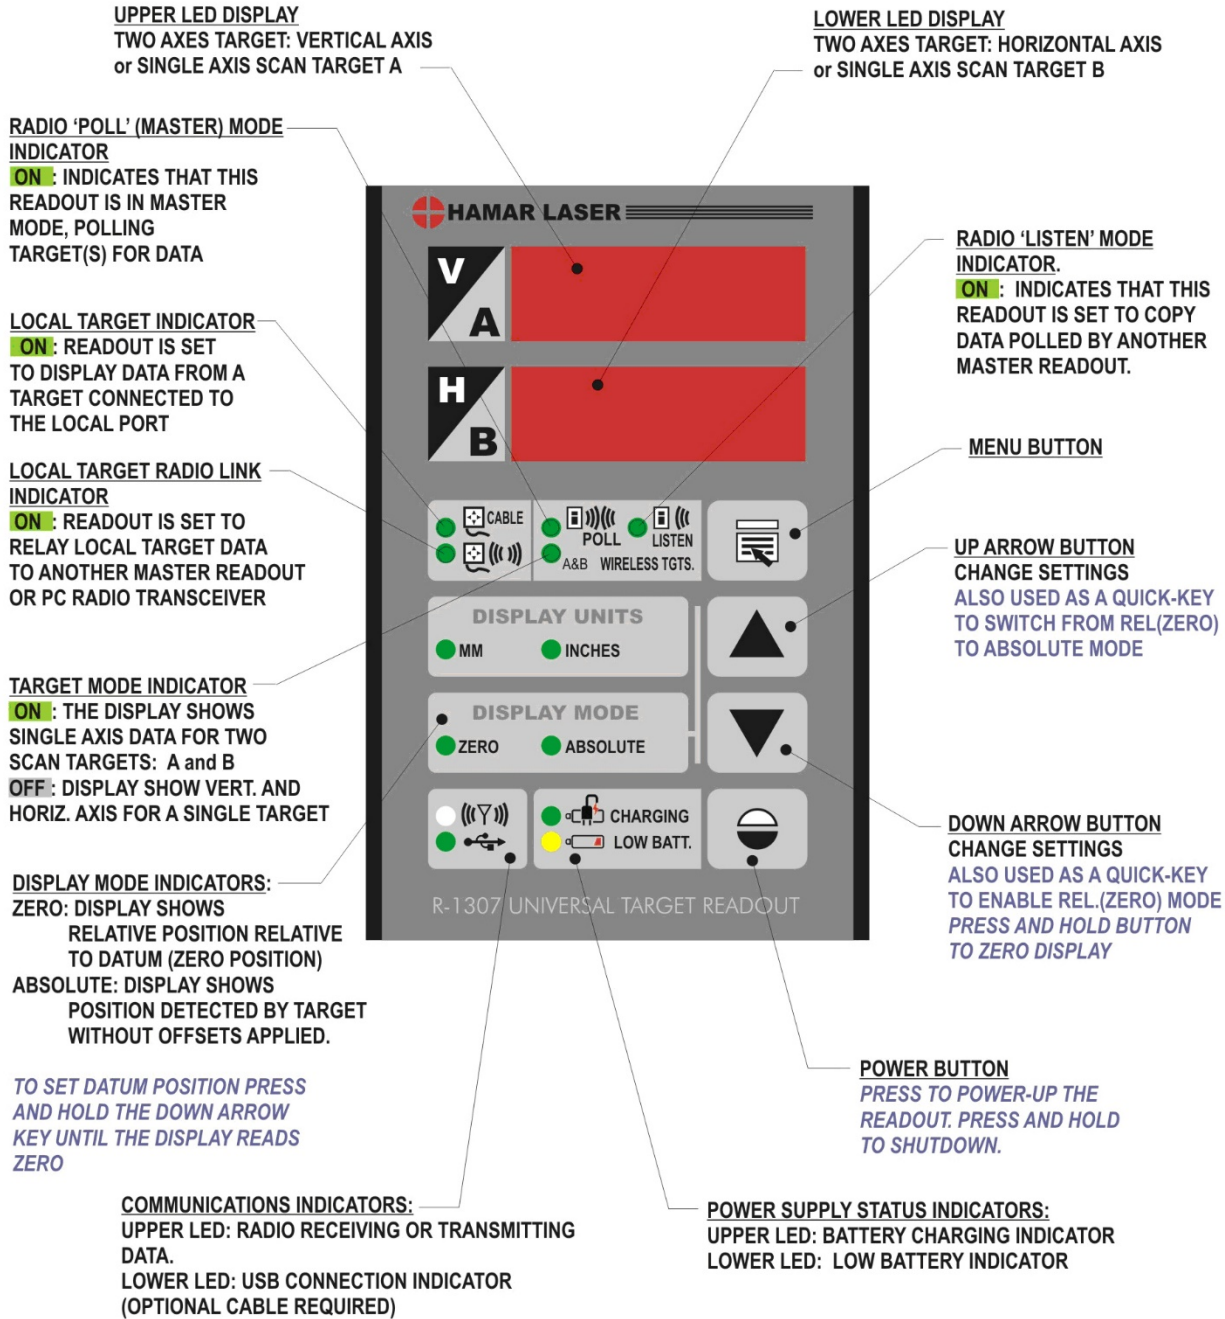 UPPER LED DISPLAY
TWO AXES TARGET: VERTICAL AXIS
or SINGLE AXIS SCAN TARGET A
LOWER LED DISPLAY
TWO AXES TARGET: HORIZONTAL AXIS
or SINGLE AXIS SCAN TARGET B
RADIO ‘POLL’ (MASTER) MODE
INDICATOR
ON : INDICATES THAT THIS
READOUT IS IN MASTER
MODE, POLLING
TARGET(S) FOR DATA
LOCAL TARGET INDICATOR
ON : READOUT IS SET
TO DISPLAY DATA FROM A
TARGET CONNECTED TO
THE LOCAL PORT
LOCAL TARGET RADIO LINK
INDICATOR
ON : READOUT IS SET TO
RELAY LOCAL TARGET DATA
TO ANOTHER MASTER READOUT
OR PC RADIO TRANSCEIVER
TARGET MODE INDICATOR
ON : THE DISPLAY SHOWS
SINGLE AXIS DATA FOR TWO
SCAN TARGETS: A and B
OFF : DISPLAY SHOW VERT. AND
HORIZ. AXIS FOR A SINGLE TARGET
DISPLAY MODE INDICATORS:
ZERO: DISPLAY SHOWS
RELATIVE POSITION RELATIVE
TO DATUM (ZERO POSITION)
ABSOLUTE: DISPLAY SHOWS
POSITION DETECTED BY TARGET
WITHOUT OFFSETS APPLIED.
TO SET DATUM POSITION PRESS
AND HOLD THE DOWN ARROW
KEY UNTIL THE DISPLAY READS
ZERO
HAMAR LASER
V
A
H
B
CABLE
POLL
LISTEN
A&B WIRELESS TGTS.
DISPLAY UNITS
MM INCHES
DISPLAY MODE
ZERO ABSOLUTE
CHARGING
LOW BATT.
R-1307 UNIVERSAL TARGET READOUT
RADIO ‘LISTEN’ MODE
INDICATOR.
ON : INDICATES THAT THIS
READOUT IS SET TO COPY
DATA POLLED BY ANOTHER
MASTER READOUT.
MENU BUTTON
UP ARROW BUTTON
CHANGE SETTINGS
ALSO USED AS A QUICK-KEY
TO SWITCH FROM REL(ZERO)
TO ABSOLUTE MODE
DOWN ARROW BUTTON
CHANGE SETTINGS
ALSO USED AS A QUICK-KEY
TO ENABLE REL.(ZERO) MODE
PRESS AND HOLD BUTTON
TO ZERO DISPLAY
POWER BUTTON
PRESS TO POWER-UP THE
READOUT. PRESS AND HOLD
TO SHUTDOWN.
COMMUNICATIONS INDICATORS:
UPPER LED: RADIO RECEIVING OR TRANSMITTING
DATA.
LOWER LED: USB CONNECTION INDICATOR
(OPTIONAL CABLE REQUIRED)
POWER SUPPLY STATUS INDICATORS:
UPPER LED: BATTERY CHARGING INDICATOR
LOWER LED: LOW BATTERY INDICATOR